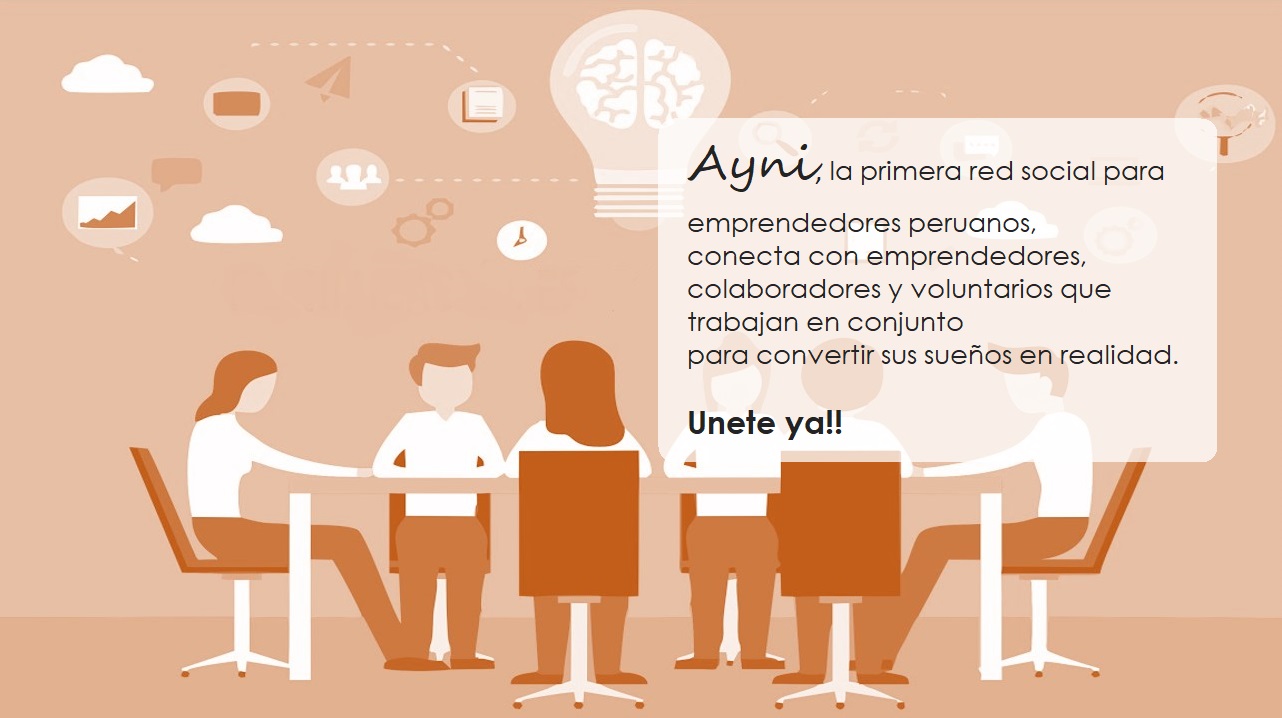 Ayni, la primera red social para
emprendedores peruanos,
conecta con emprendedores,
colaboradores y voluntarios que
trabajan en conjunto
para convertir sus sueños en realidad.
Unete ya!!